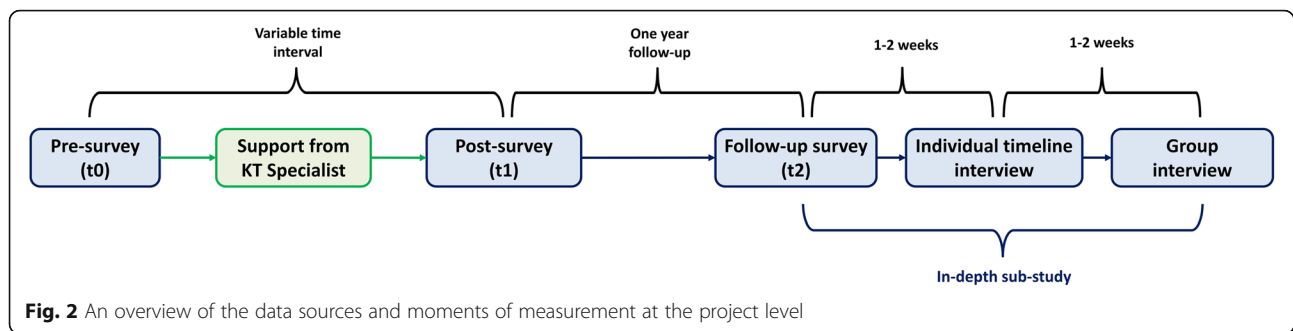 Variable time
interval
One year
follow-up
1-2 weeks
1-2 weeks
Pre-survey
(t0)
Support from
KT Specialist
Post-survey
(t1)
Follow-up survey
(t2)
Individual timeline
interview
Group
interview
In-depth sub-study
Fig. 2 An overview of the data sources and moments of measurement at the project level